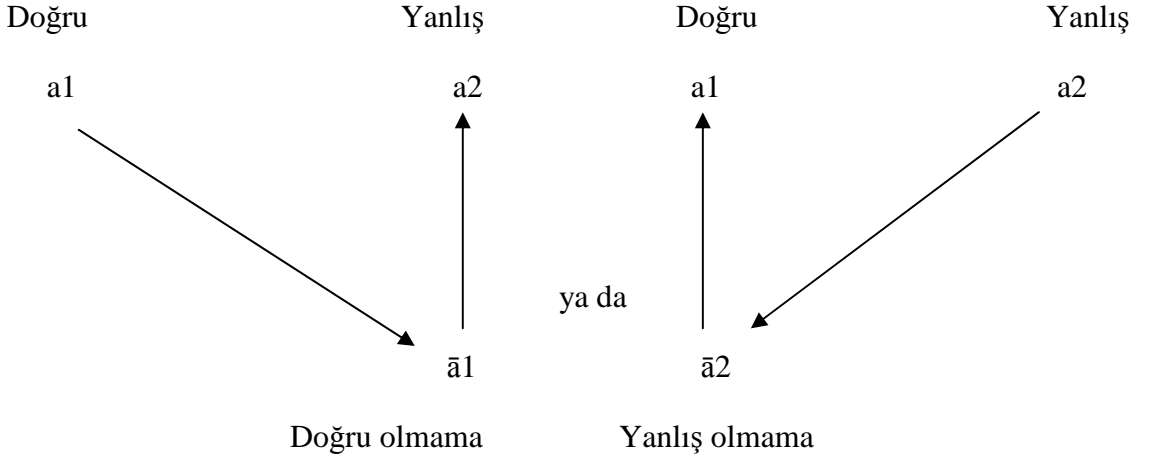 Doğru Yanlış Doğru Yanlış
a1 a2 a1 a2
ya da
ā1 ā2
Doğru olmama Yanlış olmama